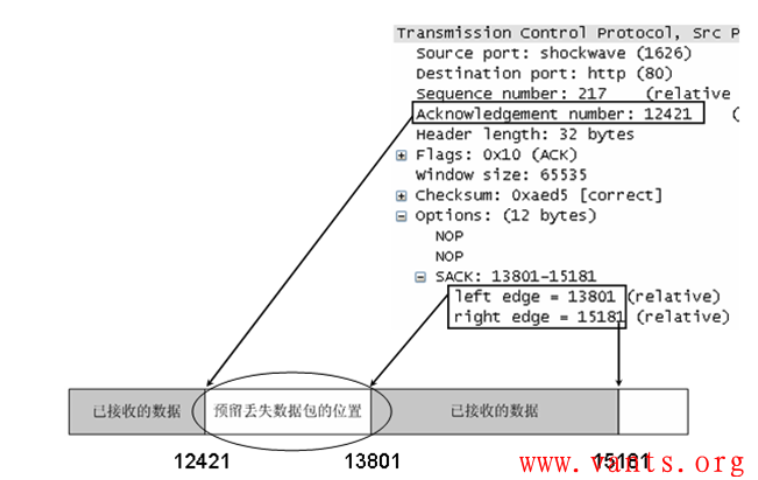 Transmission Control Protocol, Src P
Source port: shockwave (1626)
Destination port: http (80)
Sequence number: 217 (relative
Acknowledgement number: 12421 (
Header length: 32 bytes
Flags: 0x10 (ACK)
Window size: 65535
Checksum: 0xaed5 [correct]
Options: (12 bytes)
NOP
NOP
SACK: 13801-15181
left edge = 13801 (relative)
right edge = 15181 (relative)
已接收的数据 预留丢失数据包的位置 已接收的数据
12421 13801 15181
www.vants.org